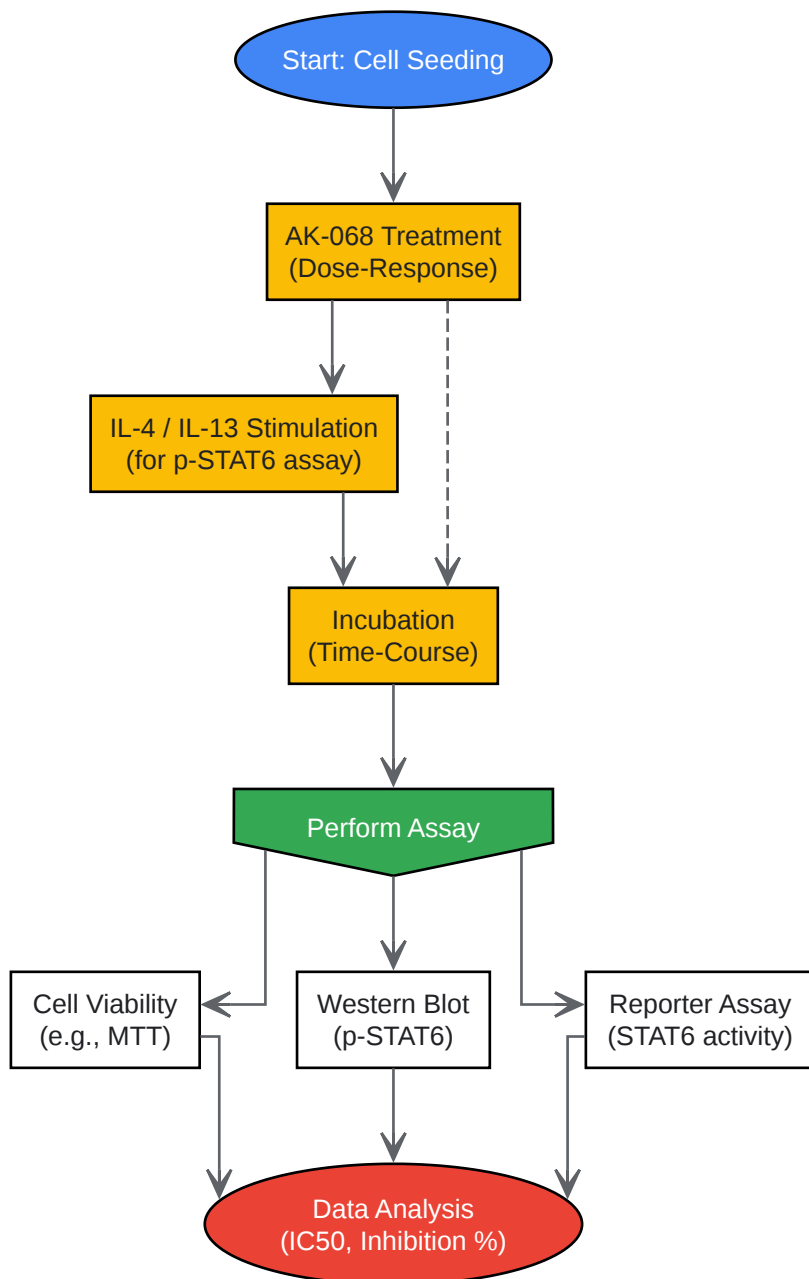 Start: Cell Seeding
AK-068 Treatment
(Dose-Response)
IL-4 / IL-13 Stimulation
(for p-STAT6 assay)
Incubation
(Time-Course)
Perform Assay
Cell Viability
(e.g., MTT)
Western Blot
(p-STAT6)
Reporter Assay
(STAT6 activity)
Data Analysis
(IC50, Inhibition %)